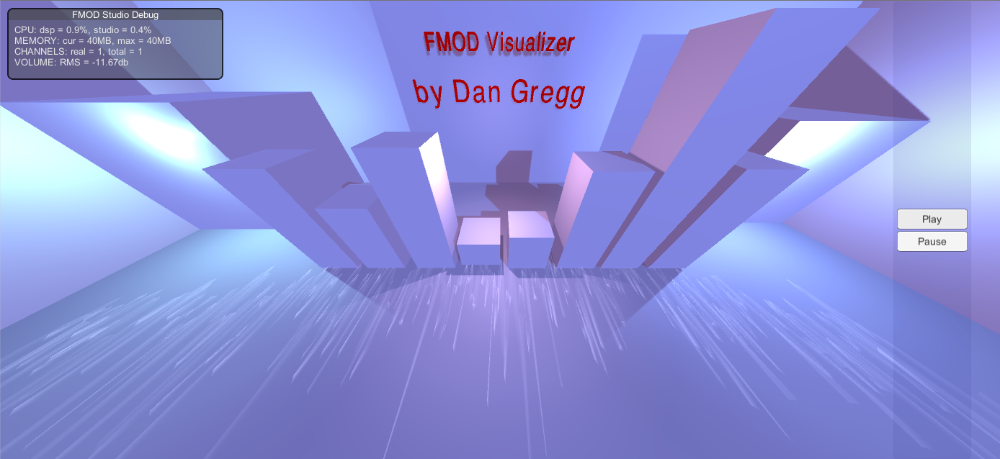 FMOD Studio Debug
CPU: dsp = 0.9%, studio = 0.4%
MEMORY: cur = 40MB, max = 40MB
CHANNELS: real = 1, total = 1
VOLUME: RMS = -11.67db
FMOD Visualizer
by Dan Gregg
Play
Pause